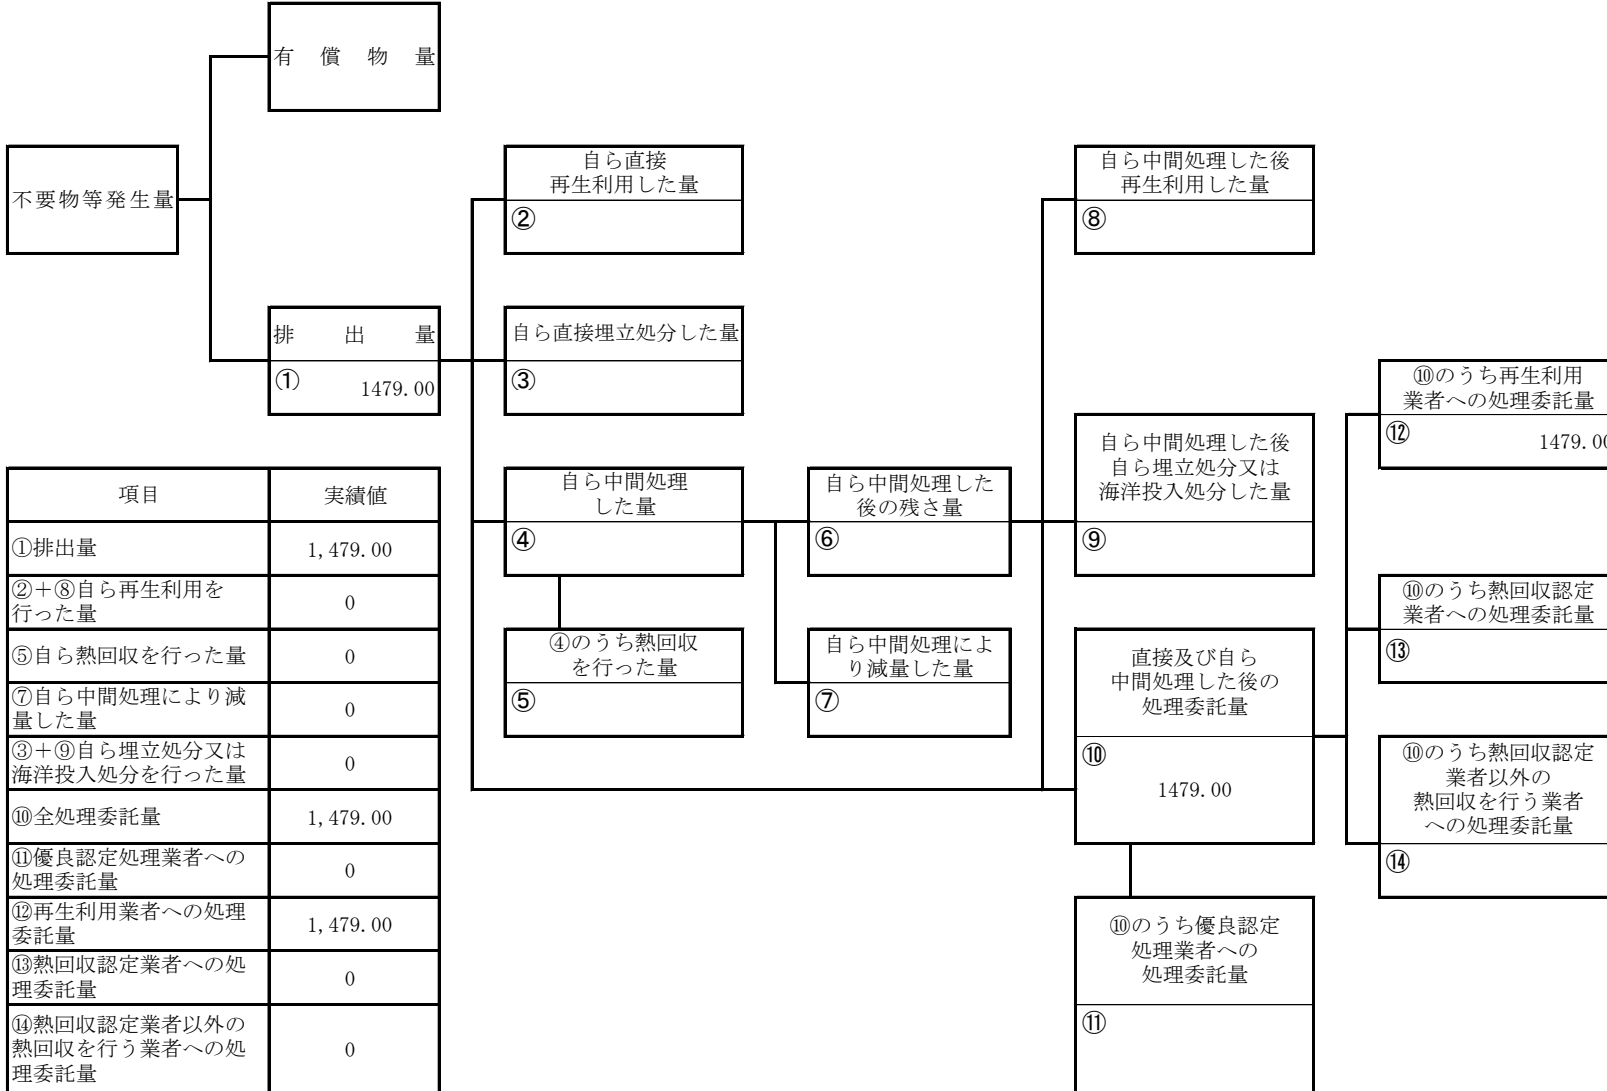 有償物量
不要物等発生量
自ら直接
再生利用した量
②
自ら中間処理した後
再生利用した量
⑧
排出量
① 1479.00
自ら直接埋立処分した量
③
⑩のうち再生利用
業者への処理委託量
⑫ 1479.00
自ら中間処理
した量
④
自ら中間処理した
後の残さ量
⑥
自ら中間処理した後
自ら埋立処分又は
海洋投入処分した量
⑨
④のうち熱回収
を行った量
⑤
自ら中間処理によ
り減量した量
⑦
直接及び自ら
中間処理した後の
処理委託量
⑩
1479.00
⑩のうち熱回収認定
業者への処理委託量
⑬
⑩のうち熱回収認定
業者以外の
熱回収を行う業者
への処理委託量
⑭
⑩のうち優良認定
処理業者への
処理委託量
⑪
項目 実績値
①排出量 1,479.00
②＋⑧自ら再生利用を
行った量 0
⑤自ら熱回収を行った量 0
⑦自ら中間処理により減
量した量 0
③＋⑨自ら埋立処分又は
海洋投入処分を行った量 0
⑩全処理委託量 1,479.00
⑪優良認定処理業者への
処理委託量 0
⑫再生利用業者への処理
委託量 1,479.00
⑬熱回収認定業者への処
理委託量 0
⑭熱回収認定業者以外の
熱回収を行う業者への処
理委託量 0